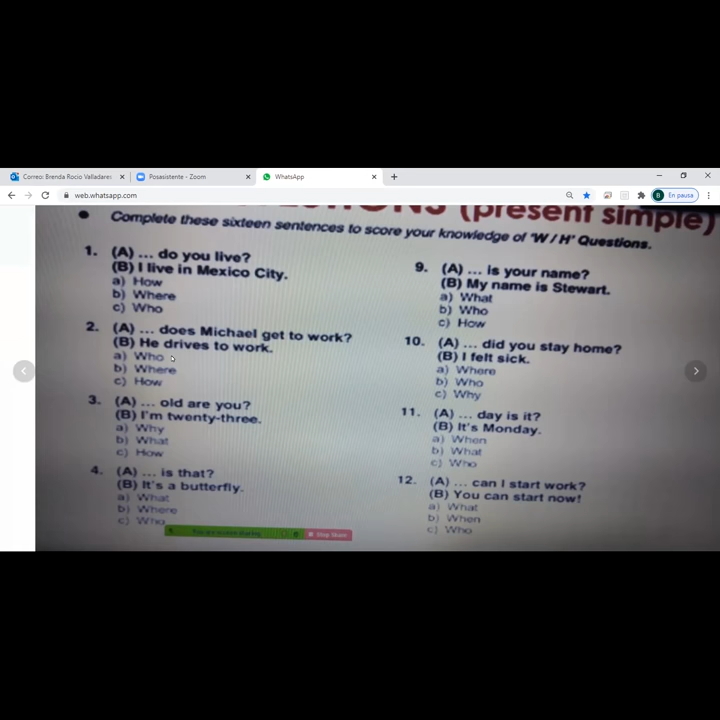 Correo: Brenda Rocio Valladares
Posasistente - Zoom
WhatsApp
web.whatsapp.com
B En pausa
(present simple)
Complete these sixteen sentences to score your knowledge of 'W / H' Questions.
1. (A) ... do you live?
(B) I live in Mexico City.
a) How
b) Where
c) Who
2. (A) ... does Michael get to work?
(B) He drives to work.
a) Who
b) Where
c) How
3. (A) ... old are you?
(B) I'm twenty-three.
a) Why
b) What
c) How
4. (A) ... is that?
(B) It's a butterfly.
a) What
b) Where
c) Who
Stop Share
9. (A) ... is your name?
(B) My name is Stewart.
a) What
b) Who
c) How
10. (A) ... did you stay home?
(B) I felt sick.
a) Where
b) Who
c) Why
11. (A) ... day is it?
(B) It's Monday.
a) When
b) What
c) Who
12. (A) ... can I start work?
(B) You can start now!
a) What
b) When
c) Who